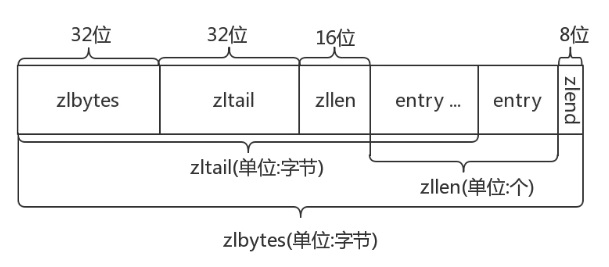 32位 32位 16位 8位
zlbytes zltail zllen entry ... entry zlend
zltail(单位:字节)
zllen(单位:个)
zlbytes(单位:字节)